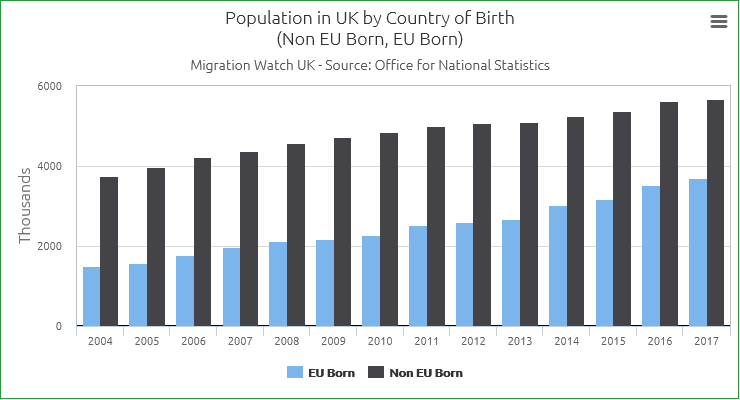 Population in UK by Country of Birth
(Non EU Born, EU Born)
Migration Watch UK - Source: Office for National Statistics
6000
4000
2000
0
Thousands
2004 2005 2006 2007 2008 2009 2010 2011 2012 2013 2014 2015 2016 2017
EU Born Non EU Born